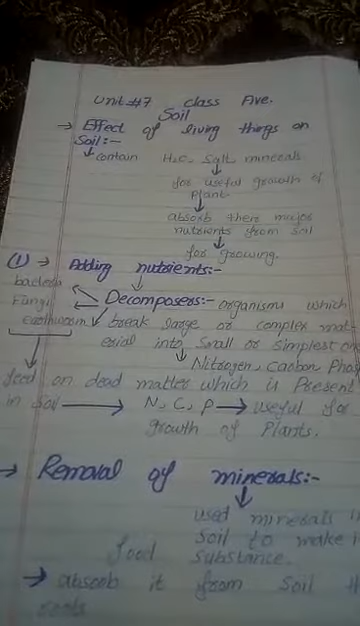 Unit #7 Class Five.
Soil
→ Effect of living things on
Soil:-
↓ contain H₂O, Salt, minerals
↓
for useful growth of
Plant.
↓
absorb there major
nutrients from soil
↓
for growing.
(1) → Adding nutrients:-
↓
bacteria
Fungi ← Decomposers:- organisms which
earthworm break large or complex mat
erial into Small or simplest
↓ Nitrogen, Carbon
feed on dead matter which is Present
in soil → N, C, P → useful for
growth of Plants.
→ Removal of minerals:-
↓
used minerals
soil to make
food substance.
→ absorb it from soil
roots